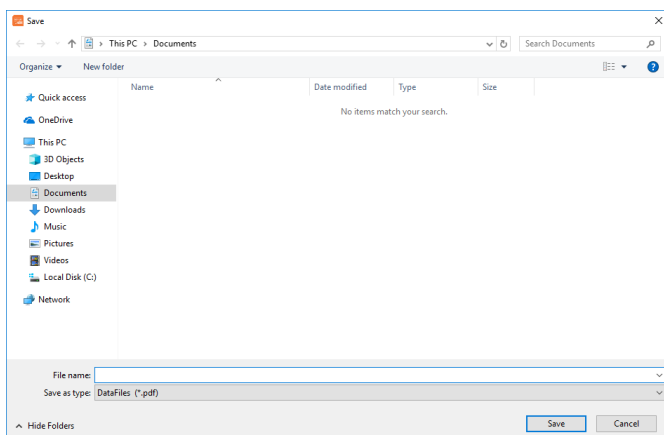 Save
This PC > Documents
Search Documents
Organize
New folder
Name
Date modified
Type
Size
No items match your search.
Quick access
OneDrive
This PC
3D Objects
Desktop
Documents
Downloads
Music
Pictures
Videos
Local Disk (C:)
Network
File name:
Save as type: DataFiles (*.pdf)
Hide Folders
Save
Cancel